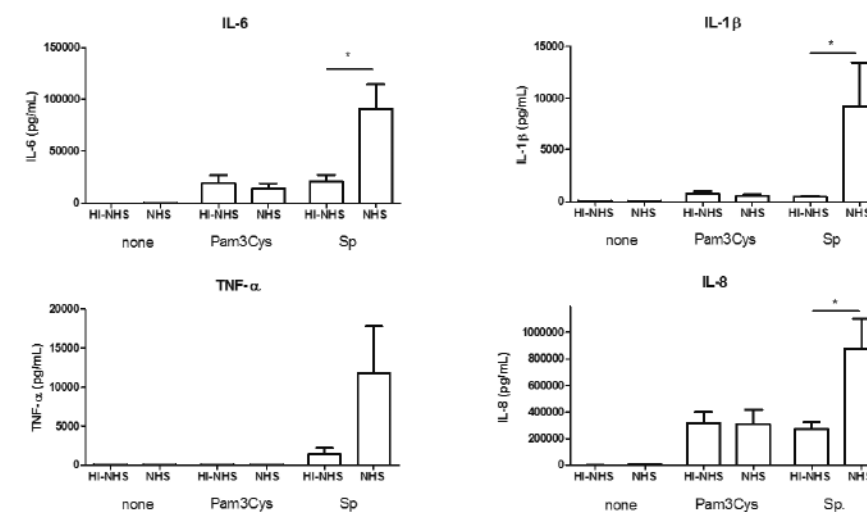 IL-6
*
150000
100000
50000
0
IL-6 (pg/mL)
HI-NHS NHS HI-NHS NHS HI-NHS NHS
none Pam3Cys Sp
IL-1β
*
15000
10000
5000
0
IL-1β (pg/mL)
HI-NHS NHS HI-NHS NHS HI-NHS NHS
none Pam3Cys Sp
TNF-α
20000
15000
10000
5000
0
TNF-α (pg/mL)
HI-NHS NHS HI-NHS NHS HI-NHS NHS
none Pam3Cys Sp
IL-8
*
1000000
800000
600000
400000
200000
0
IL-8 (pg/mL)
HI-NHS NHS HI-NHS NHS HI-NHS NHS
none Pam3Cys Sp.